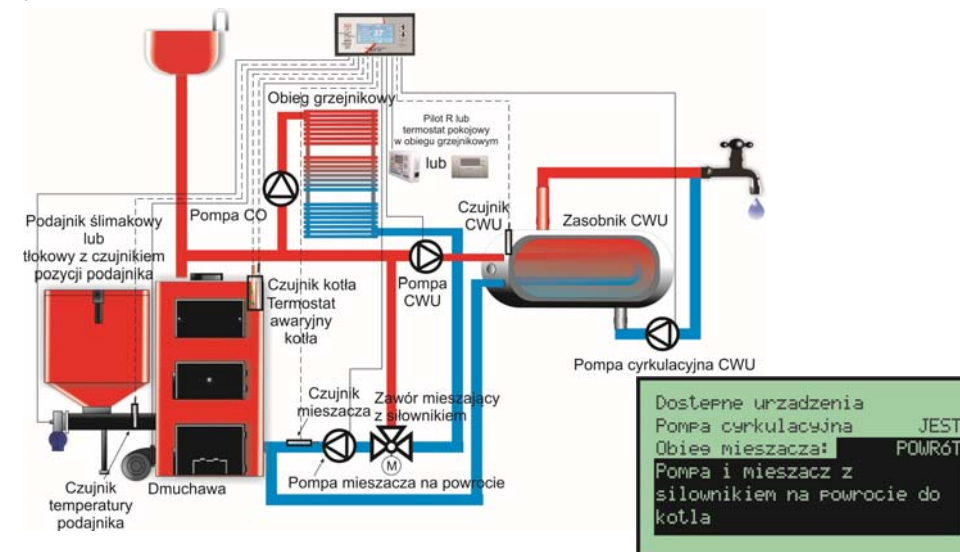 Obieg grzejnikowy
Pilot R lub
termostat pokojowy
w obiegu grzejnikowym
lub
Pompa CO
Czujnik
CWU
Zasobnik CWU
Podajnik ślimakowy
lub
tłokowy z czujnikiem
pozycji podajnika
Czujnik kotła
Termostat
awaryjny
kotła
Pompa
CWU
Pompa cyrkulacyjna CWU
Czujnik
mieszacza
Zawór mieszający
z siłownikiem
M
Pompa mieszacza na powrocie
Czujnik
temperatury
podajnika
Dmuchawa
Dostepne urzadzenia
Pompa cyrkulacyjna JEST
Obieg mieszacza: POWRóT
Pompa i mieszacz z
silownikiem na powrocie do
kotla